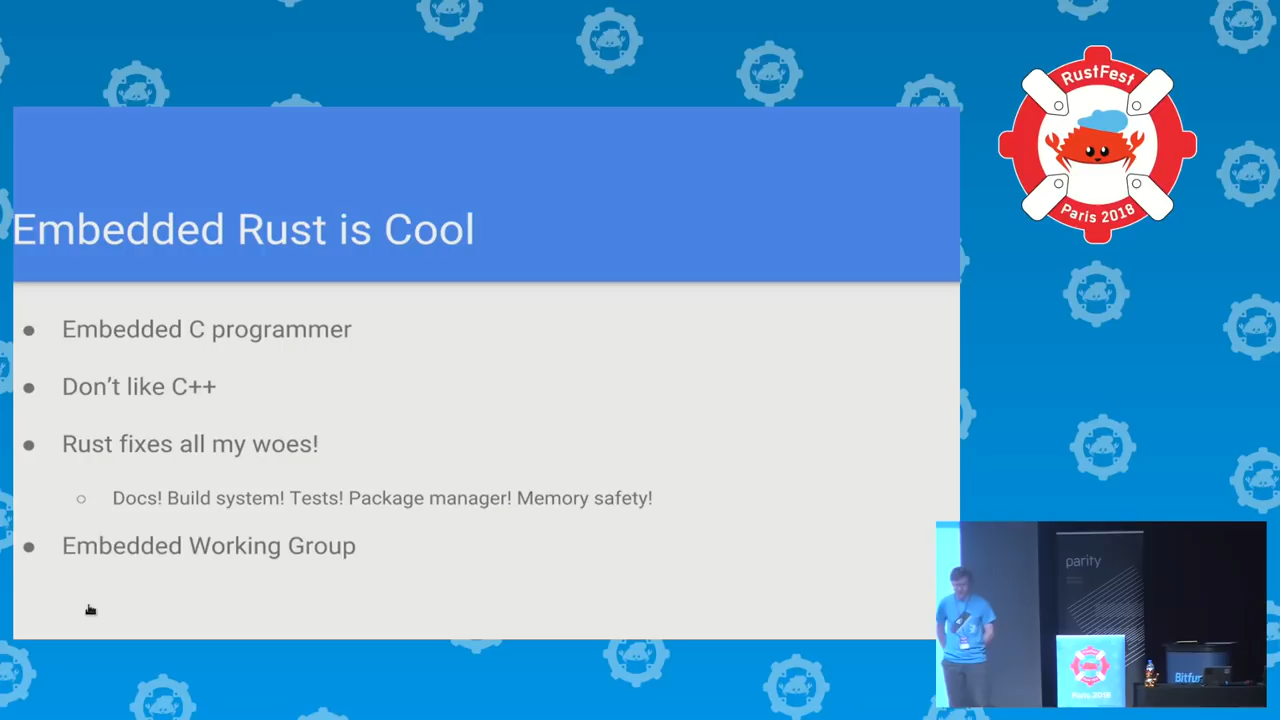 RustFest
Paris 2018
Embedded Rust is Cool
Embedded C programmer
Don't like C++
Rust fixes all my woes!
Docs! Build system! Tests! Package manager! Memory safety!
Embedded Working Group
parity
Paris 2018